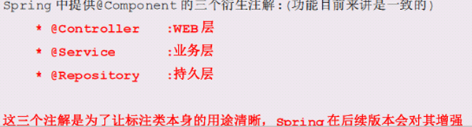 Spring 中提供@Component 的三个衍生注解:(功能目前来讲是一致的)
* @Controller :WEB 层
* @Service :业务层
* @Repository :持久层
这三个注解是为了让标注类本身的用途清晰，Spring 在后续版本会对其增强